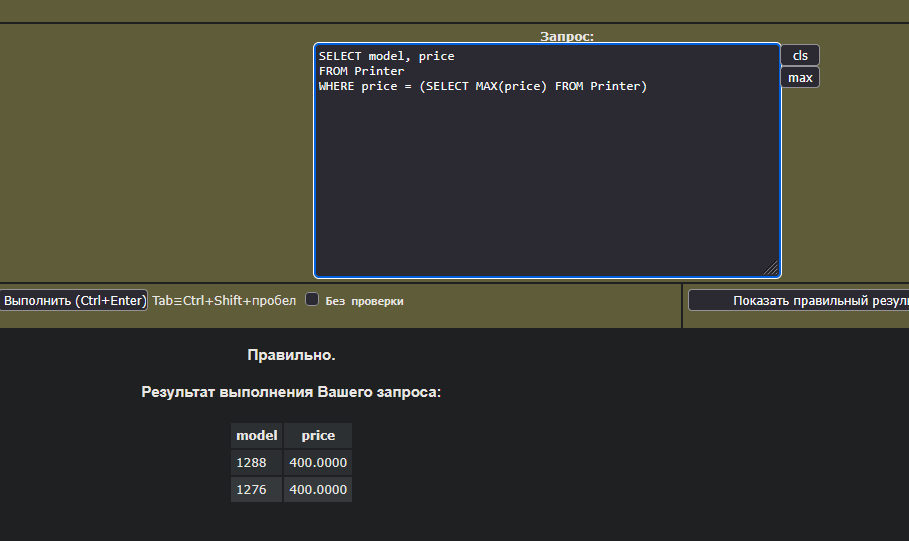 Запрос:
SELECT model, price
FROM Printer
WHERE price = (SELECT MAX(price) FROM Printer)
cls
max
Выполнить (Ctrl+Enter) Tab≡Ctrl+Shift+пробел Без проверки
Показать правильный
Правильно.
Результат выполнения Вашего запроса:
model price
1288 400.0000
1276 400.0000